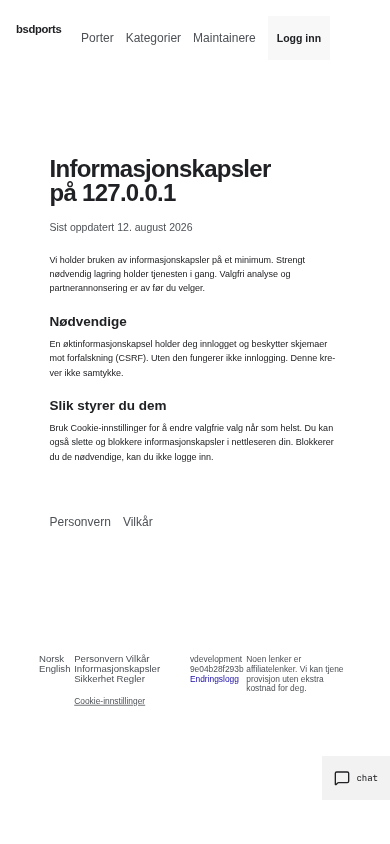 bsdports
Porter Kategorier Maintainere Logg inn
Informasjonskapsler
på 127.0.0.1
Sist oppdatert 12. august 2026
Vi holder bruken av informasjonskapsler på et minimum. Strengt
nødvendig lagring holder tjenesten i gang. Valgfri analyse og
partnerannonsering er av før du velger.
Nødvendige
En øktinformasjonskapsel holder deg innlogget og beskytter skjemaer
mot forfalskning (CSRF). Uten den fungerer ikke innlogging. Denne kre-
ver ikke samtykke.
Slik styrer du dem
Bruk Cookie-innstillinger for å endre valgfrie valg når som helst. Du kan
også slette og blokkere informasjonskapsler i nettleseren din. Blokkerer
du de nødvendige, kan du ikke logge inn.
Personvern Vilkår
Norsk
English
Personvern Vilkår
Informasjonskapsler
Sikkerhet Regler
Cookie-innstillinger
vdevelopment
9e04b28f293b
Endringslogg
Noen lenker er
affiliatelenker. Vi kan tjene
provisjon uten ekstra
kostnad for deg.
chat